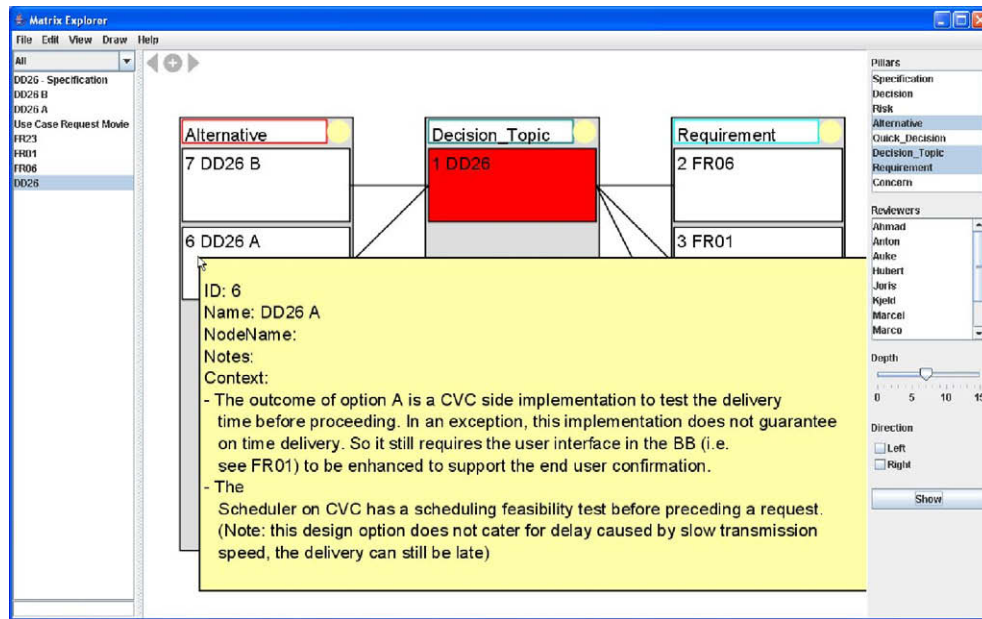 Matrix Explorer
File Edit View Draw Help
All
DD26 - Specification
DD26 B
DD26 A
Use Case Request Movie
FR23
FR01
FR06
DD26
Alternative
7 DD26 B
6 DD26 A
Decision_Topic
1 DD26
Requirement
2 FR06
3 FR01
ID: 6
Name: DD26 A
NodeName:
Notes:
Context:
- The outcome of option A is a CVC side implementation to test the delivery
time before proceeding. In an exception, this implementation does not guarantee
on time delivery. So it still requires the user interface in the BB (i.e.
see FR01) to be enhanced to support the end user confirmation.
- The
Scheduler on CVC has a scheduling feasibility test before preceding a request.
(Note: this design option does not cater for delay caused by slow transmission
speed, the delivery can still be late)
Pillars
Specification
Decision
Risk
Alternative
Quick_Decision
Decision_Topic
Requirement
Concern
Reviewers
Ahmad
Anton
Auke
Hubert
Joris
Kjeld
Marcel
Marco
Depth
0 5 10 15
Direction
Left
Right
Show